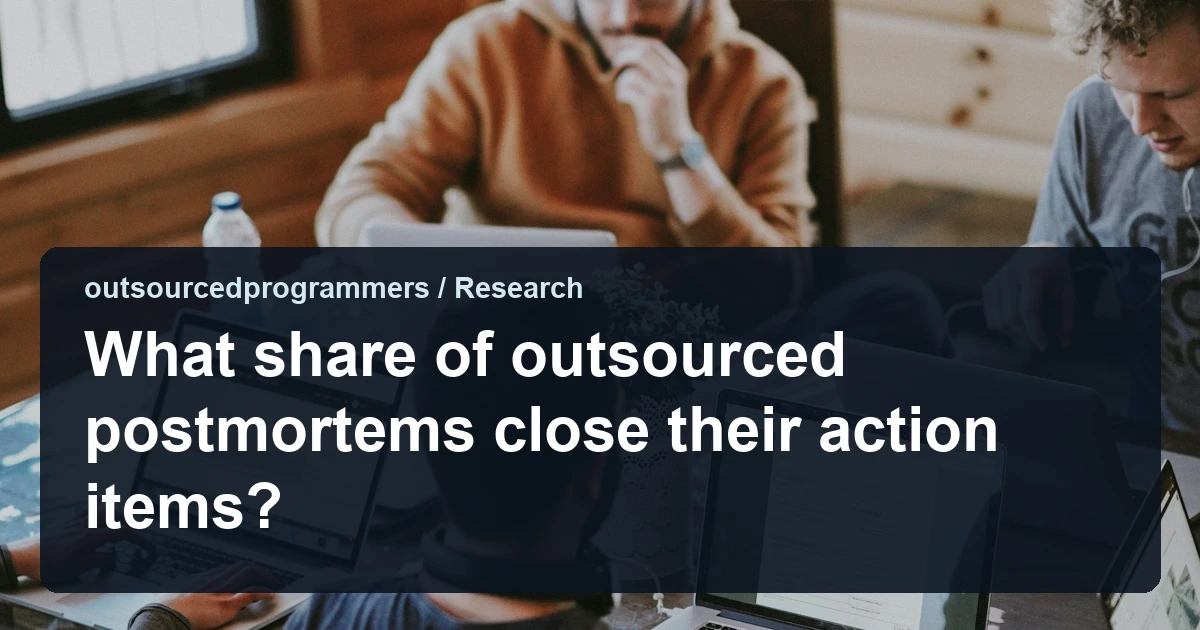 outsourcedprogrammers / Research
What share of outsourced
postmortems close their action
items?